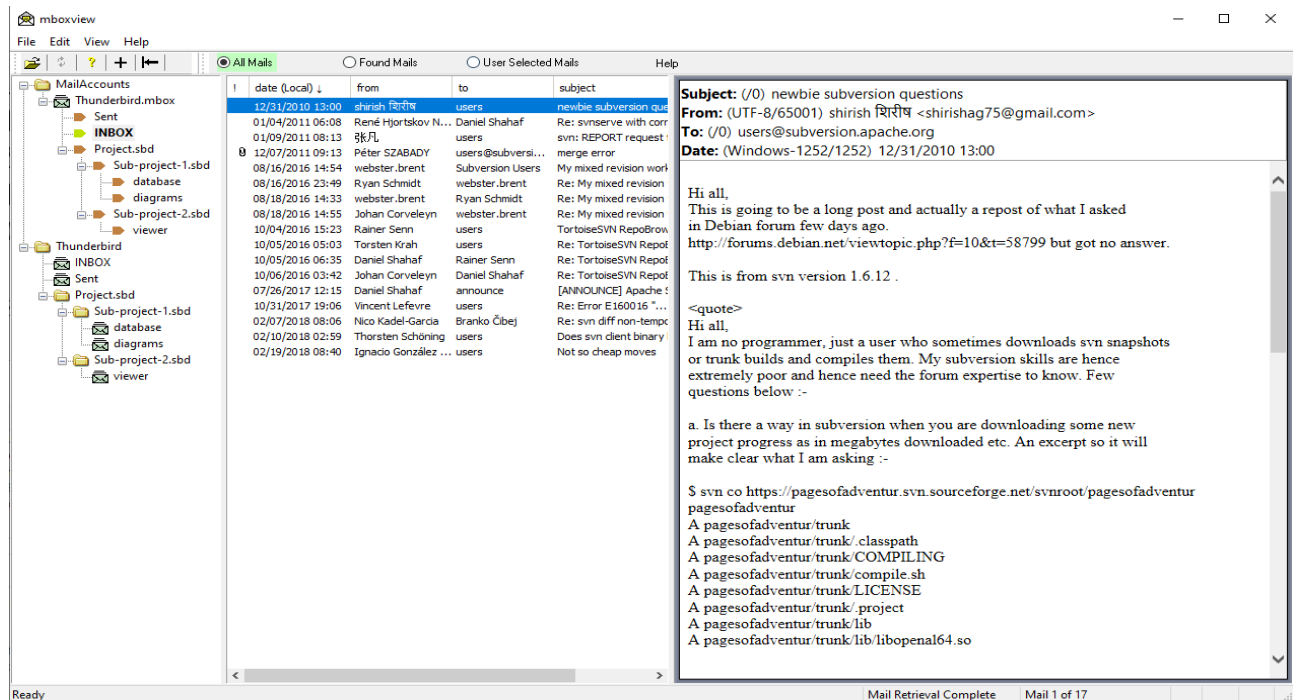 mboxview
File Edit View Help
All Mails Found Mails User Selected Mails Help
MailAccounts
Thunderbird.mbox
Sent
INBOX
Project.sbd
Sub-project-1.sbd
database
diagrams
Sub-project-2.sbd
viewer
Thunderbird
INBOX
Sent
Project.sbd
Sub-project-1.sbd
database
diagrams
Sub-project-2.sbd
viewer
! date (Local) ↓ from to subject
12/31/2010 13:00 shirish शिरीष users newbie subversion que
01/04/2011 06:08 René Hjortskov N... Daniel Shahaf Re: svnserve with corr
01/09/2011 08:13 张凡 users svn: REPORT request
12/07/2011 09:13 Péter SZABADY users@subversi... merge error
08/16/2016 14:54 webster.brent Subversion Users My mixed revision work
08/16/2016 23:49 Ryan Schmidt webster.brent Re: My mixed revision
08/18/2016 14:33 webster.brent Ryan Schmidt Re: My mixed revision
08/18/2016 14:55 Johan Corveleyn webster.brent Re: My mixed revision
10/04/2016 15:23 Rainer Senn users TortoiseSVN RepoBrow
10/05/2016 05:03 Torsten Krah users Re: TortoiseSVN RepoB
10/05/2016 06:35 Daniel Shahaf Rainer Senn Re: TortoiseSVN RepoB
10/06/2016 03:42 Johan Corveleyn Daniel Shahaf Re: TortoiseSVN RepoB
07/26/2017 12:15 Daniel Shahaf announce [ANNOUNCE] Apache S
10/31/2017 19:06 Vincent Lefevre users Re: Error E160016 "...
02/07/2018 08:06 Nico Kadel-Garcia Branko Čibej Re: svn diff non-tempo
02/10/2018 02:59 Thorsten Schöning users Does svn client binary
02/19/2018 08:40 Ignacio González ... users Not so cheap moves
Subject: (/0) newbie subversion questions
From: (UTF-8/65001) shirish शिरीष <shirishag75@gmail.com>
To: (/0) users@subversion.apache.org
Date: (Windows-1252/1252) 12/31/2010 13:00
Hi all,
This is going to be a long post and actually a repost of what I asked
in Debian forum few days ago.
http://forums.debian.net/viewtopic.php?f=10&t=58799 but got no answer.
This is from svn version 1.6.12 .
<quote>
Hi all,
I am no programmer, just a user who sometimes downloads svn snapshots
or trunk builds and compiles them. My subversion skills are hence
extremely poor and hence need the forum expertise to know. Few
questions below :-
a. Is there a way in subversion when you are downloading some new
project progress as in megabytes downloaded etc. An excerpt so it will
make clear what I am asking :-
$ svn co https://pagesofadventur.svn.sourceforge.net/svnroot/pagesofadventur
pagesofadventur
A pagesofadventur/trunk
A pagesofadventur/trunk/.classpath
A pagesofadventur/trunk/COMPILING
A pagesofadventur/trunk/compile.sh
A pagesofadventur/trunk/LICENSE
A pagesofadventur/trunk/.project
A pagesofadventur/trunk/lib
A pagesofadventur/trunk/lib/libopenal64.so
Ready Mail Retrieval Complete Mail 1 of 17